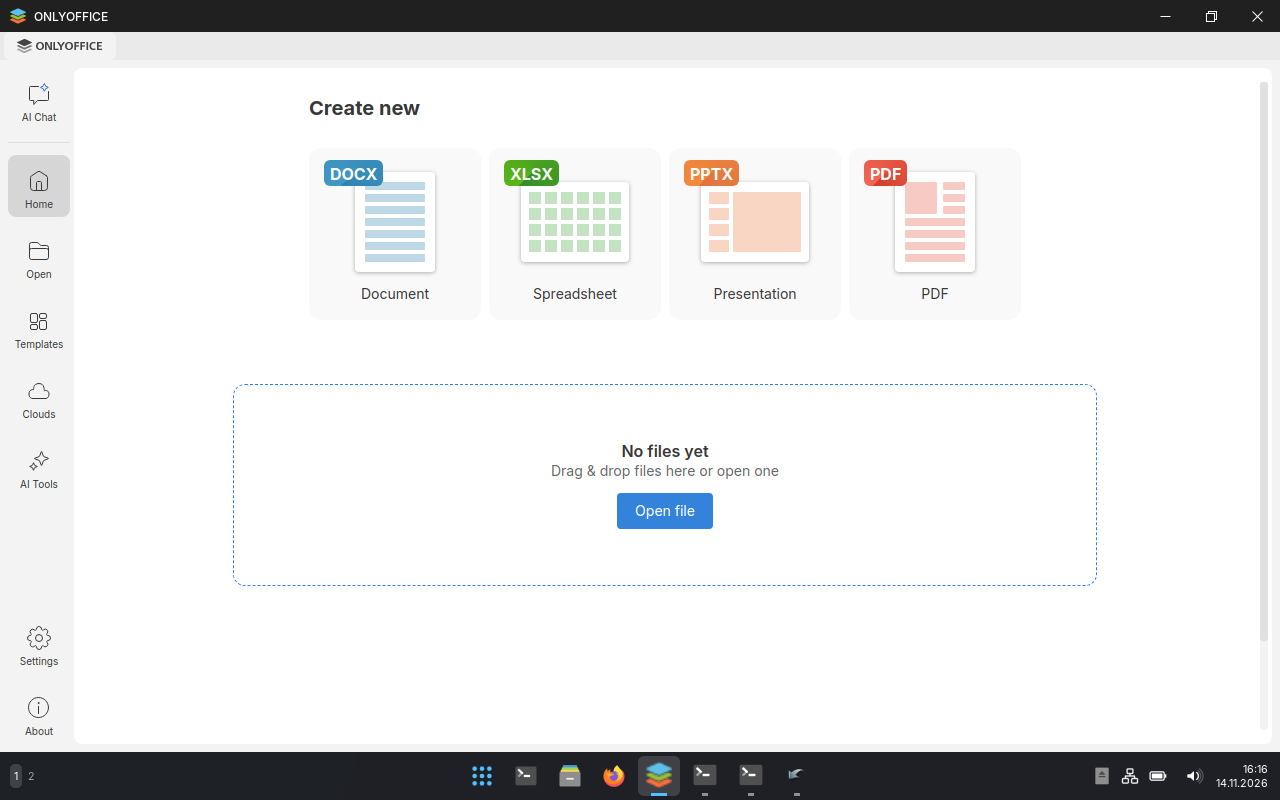 ONLYOFFICE
ONLYOFFICE
AI Chat
Home
Open
Templates
Clouds
AI Tools
Settings
About
Create new
DOCX
Document
XLSX
Spreadsheet
PPTX
Presentation
PDF
PDF
No files yet
Drag & drop files here or open one
Open file
1 2
16:16
14.11.2026